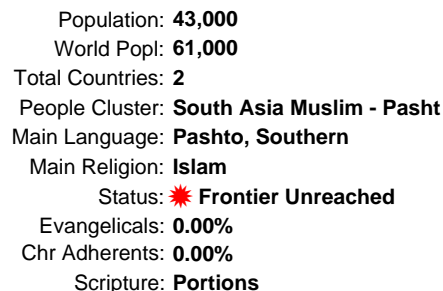 Population: 43,000
World Popl: 61,000
Total Countries: 2
People Cluster: South Asia Muslim - Pasht
Main Language: Pashto, Southern
Main Religion: Islam
Status: Frontier Unreached
Evangelicals: 0.00%
Chr Adherents: 0.00%
Scripture: Portions